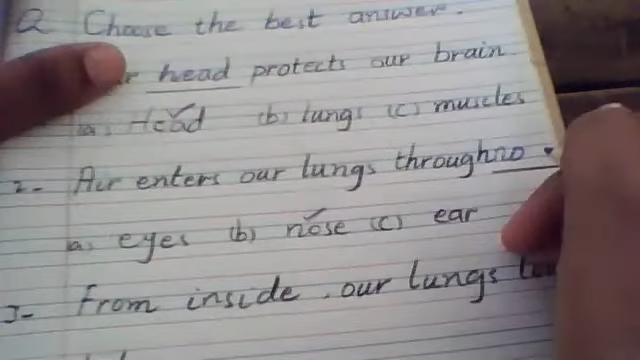 Q Choose the best answer.
head protects our brain
a) Head (b) lungs (c) muscles
2- Air enters our lungs through no
a) eyes (b) nose (c) ear
3- From inside, our lungs